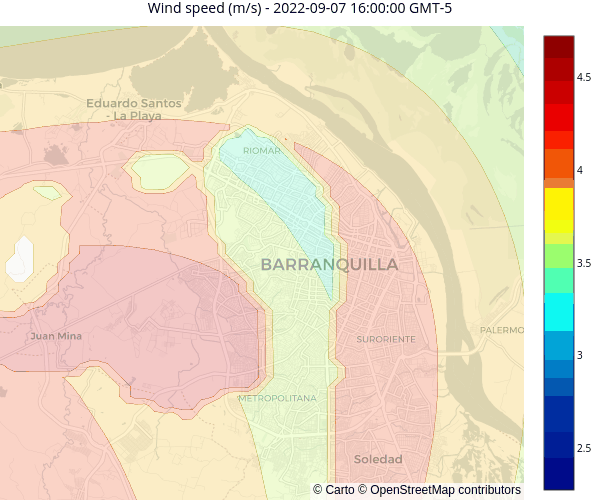 Wind speed (m/s) - 2022-09-07 16:00:00 GMT-5
Eduardo Santos
- La Playa
RIOMAR
BARRANQUILLA
Juan Mina
SURORIENTE
PALERMO
METROPOLITANA
Soledad
© Carto © OpenStreetMap contributors
4.5
4
3.5
3
2.5